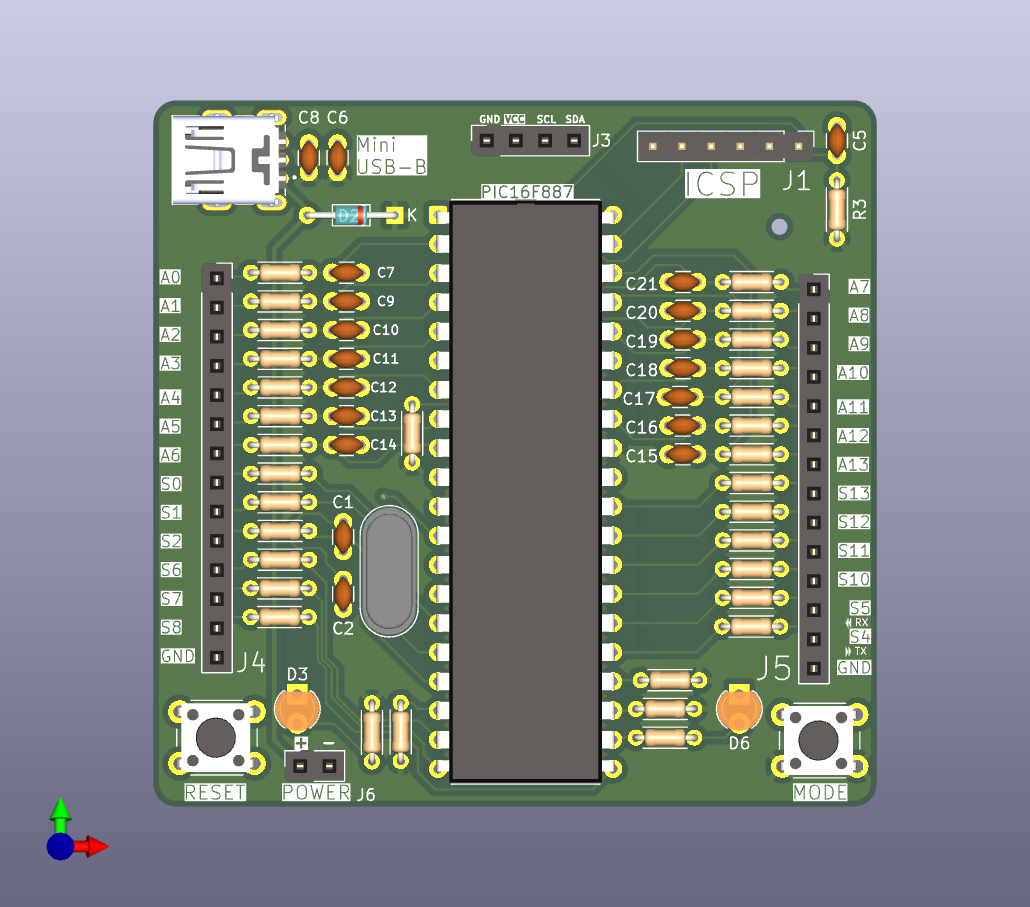 C8 C6
Mini
USB-B
GND VCC SCL SDA
J3
C5
ICSP
J1
PIC16F887
D2
K
R3
A0
A1
A2
A3
A4
A5
A6
S0
S1
S2
S6
S7
S8
GND
J4
C7
C9
C10
C11
C12
C13
C14
C1
C2
C21
C20
C19
C18
C17
C16
C15
A7
A8
A9
A10
A11
A12
A13
S13
S12
S11
S10
S5
RX
S4
TX
GND
J5
D3
+ -
D6
RESET
POWER
J6
MODE